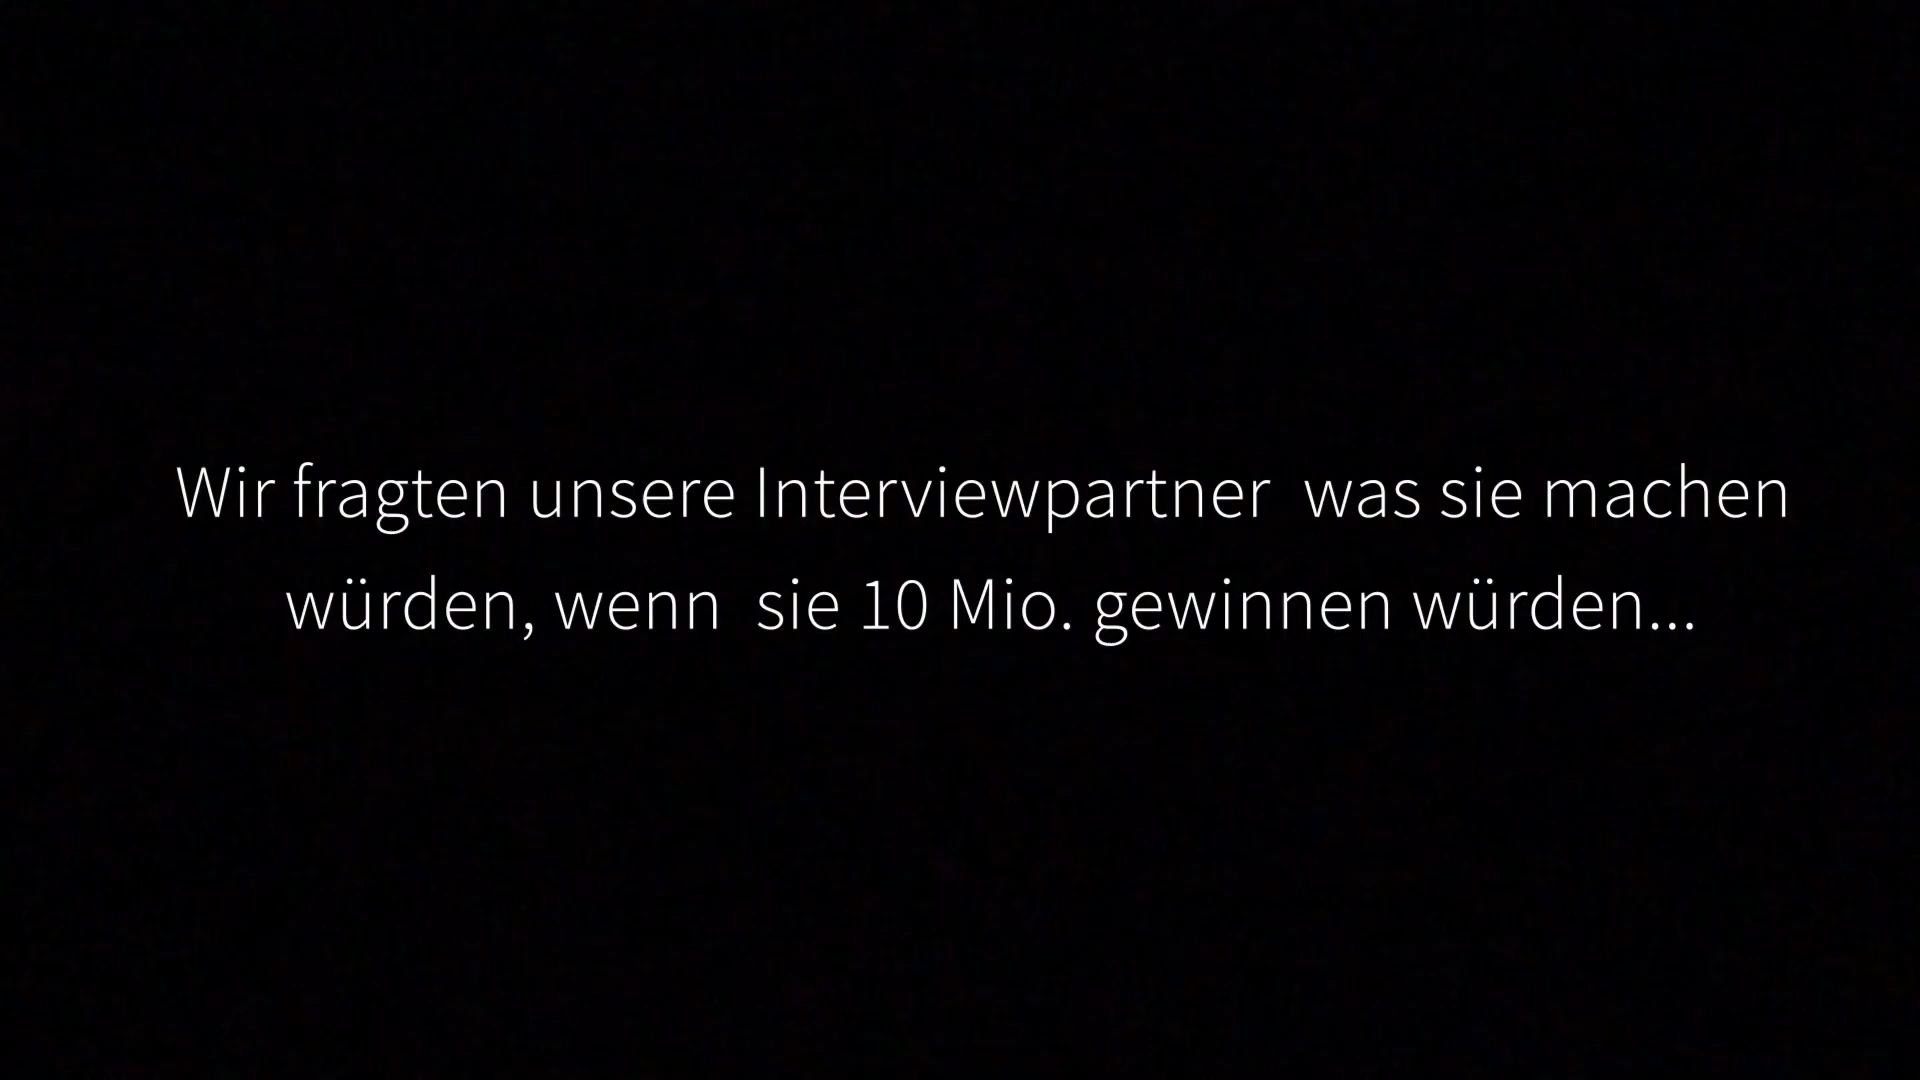 Wir fragten unsere Interviewpartner  was sie machen
würden, wenn  sie 10 Mio. gewinnen würden...